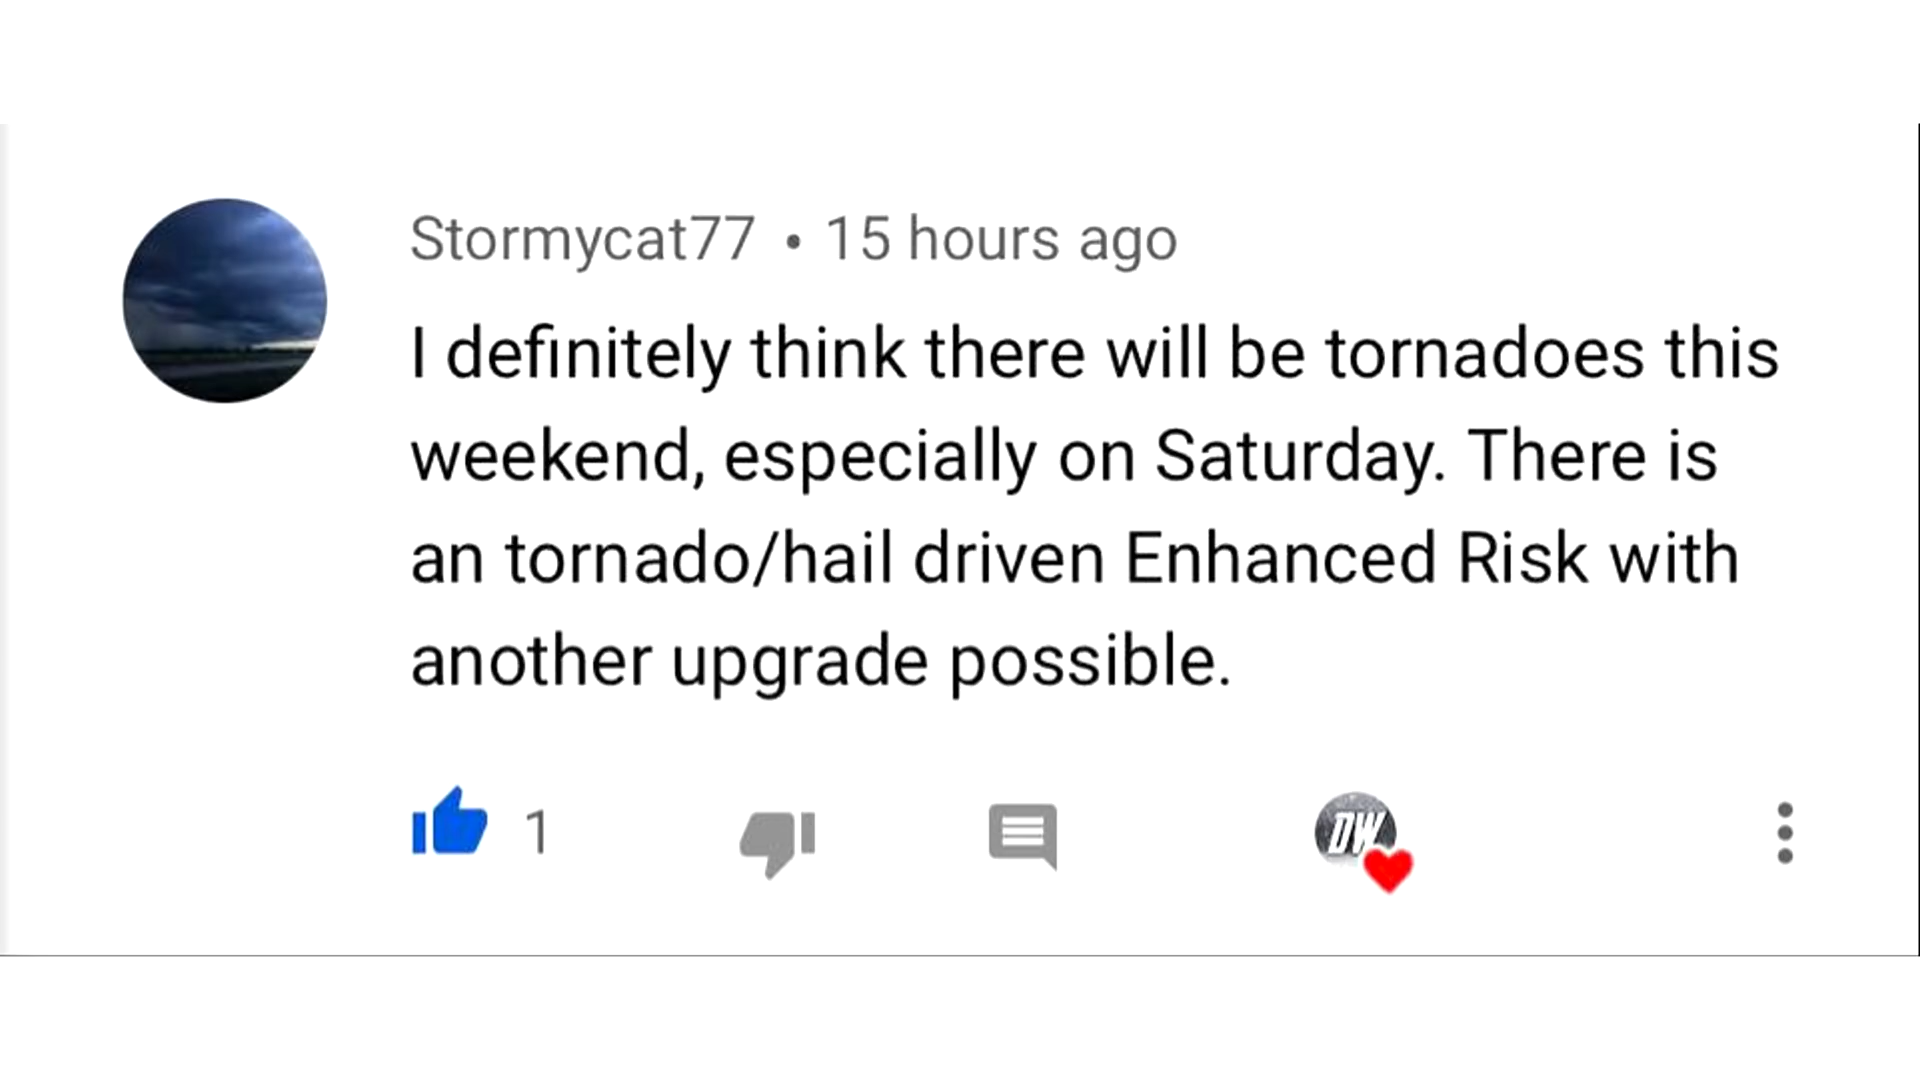 Stormycat77 • 15 hours ago
I definitely think there will be tornadoes this
weekend, especially on Saturday. There is
an tornado/hail driven Enhanced Risk with
another upgrade possible.
1
DW